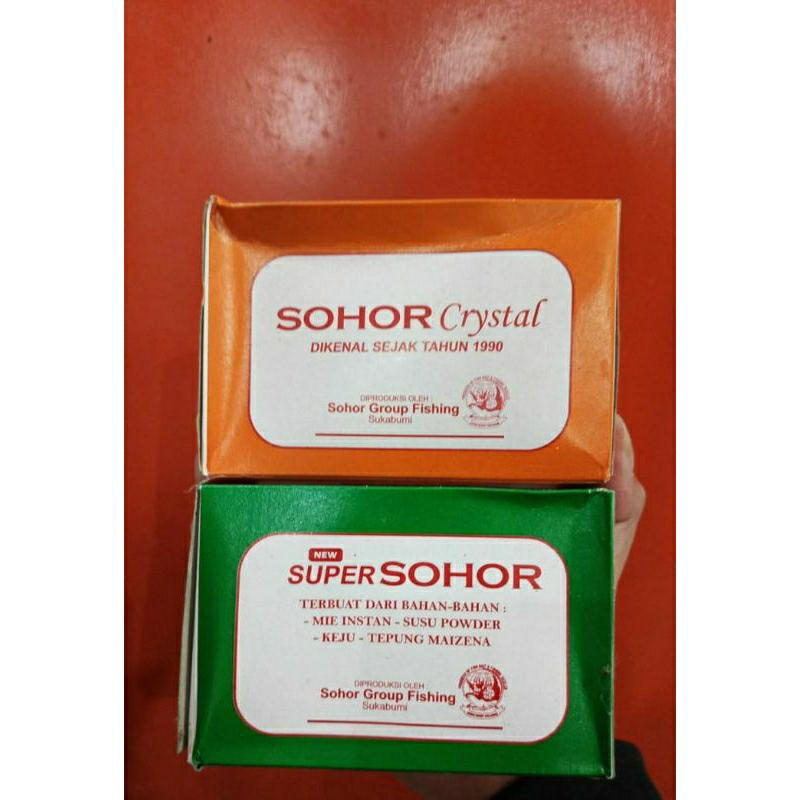 SOHOR Crystal
DIKENAL SEJAK TAHUN 1990
DIPRODUKSI OLEH :
Sohor Group Fishing
Sukabumi
NEW
SUPER SOHOR
TERBUAT DARI BAHAN-BAHAN :
- MIE INSTAN - SUSU POWDER
- KEJU - TEPUNG MAIZENA
DIPRODUKSI OLEH
Sohor Group Fishing
Sukabumi